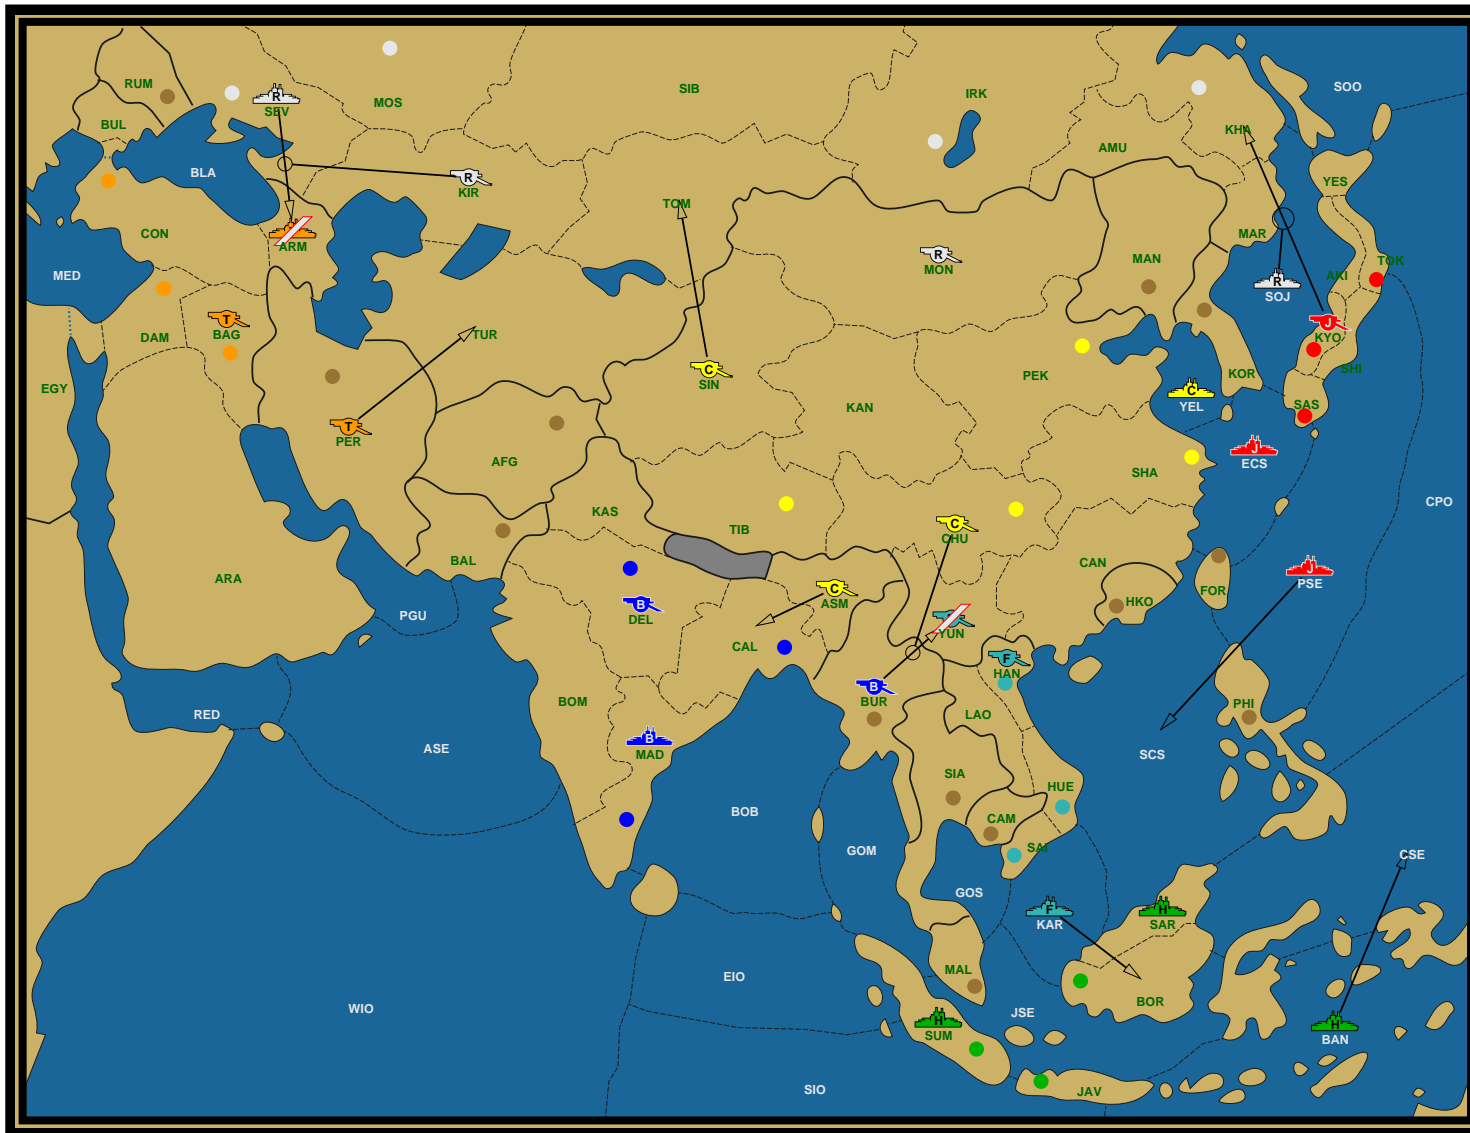 SOO
RUM
SIB
IRK
MOS
R
SEV
BUL
KHA
AMU
BLA
YES
R
KIR
TOM
CON
MAR
ARM
R
MON
MAN
TOK
MED
AKI
R
SOJ
T
BAG
J
KYO
DAM
TUR
SHI
C
SIN
PEK
KOR
EGY
C
YEL
KAN
SAS
T
PER
J
ECS
AFG
SHA
CPO
KAS
TIB
C
CHU
BAL
CAN
J
PSE
ARA
C
ASM
FOR
HKO
B
DEL
PGU
F
YUN
CAL
F
HAN
B
BUR
BOM
PHI
RED
LAO
B
MAD
ASE
SCS
SIA
HUE
BOB
CAM
SAI
GOM
CSE
GOS
F
KAR
H
SAR
MAL
EIO
BOR
WIO
JSE
H
SUM
H
BAN
SIO
JAV